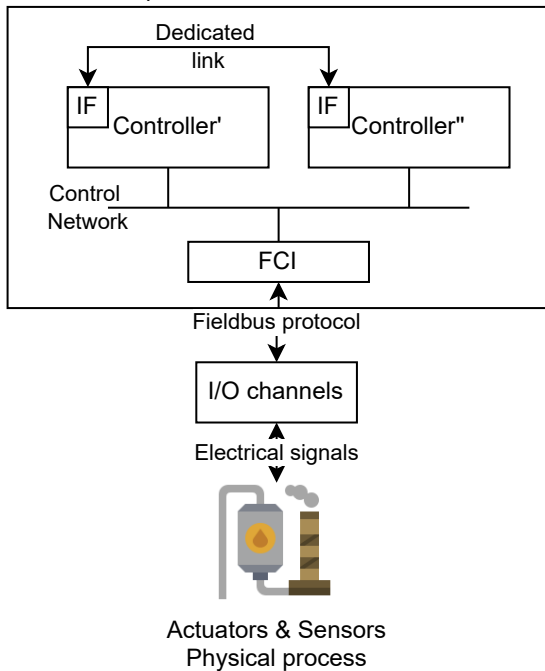 Dedicated
link
IF
Controller'
IF
Controller"
Control
Network
FCI
Fieldbus protocol
I/O channels
Electrical signals
Actuators & Sensors
Physical process